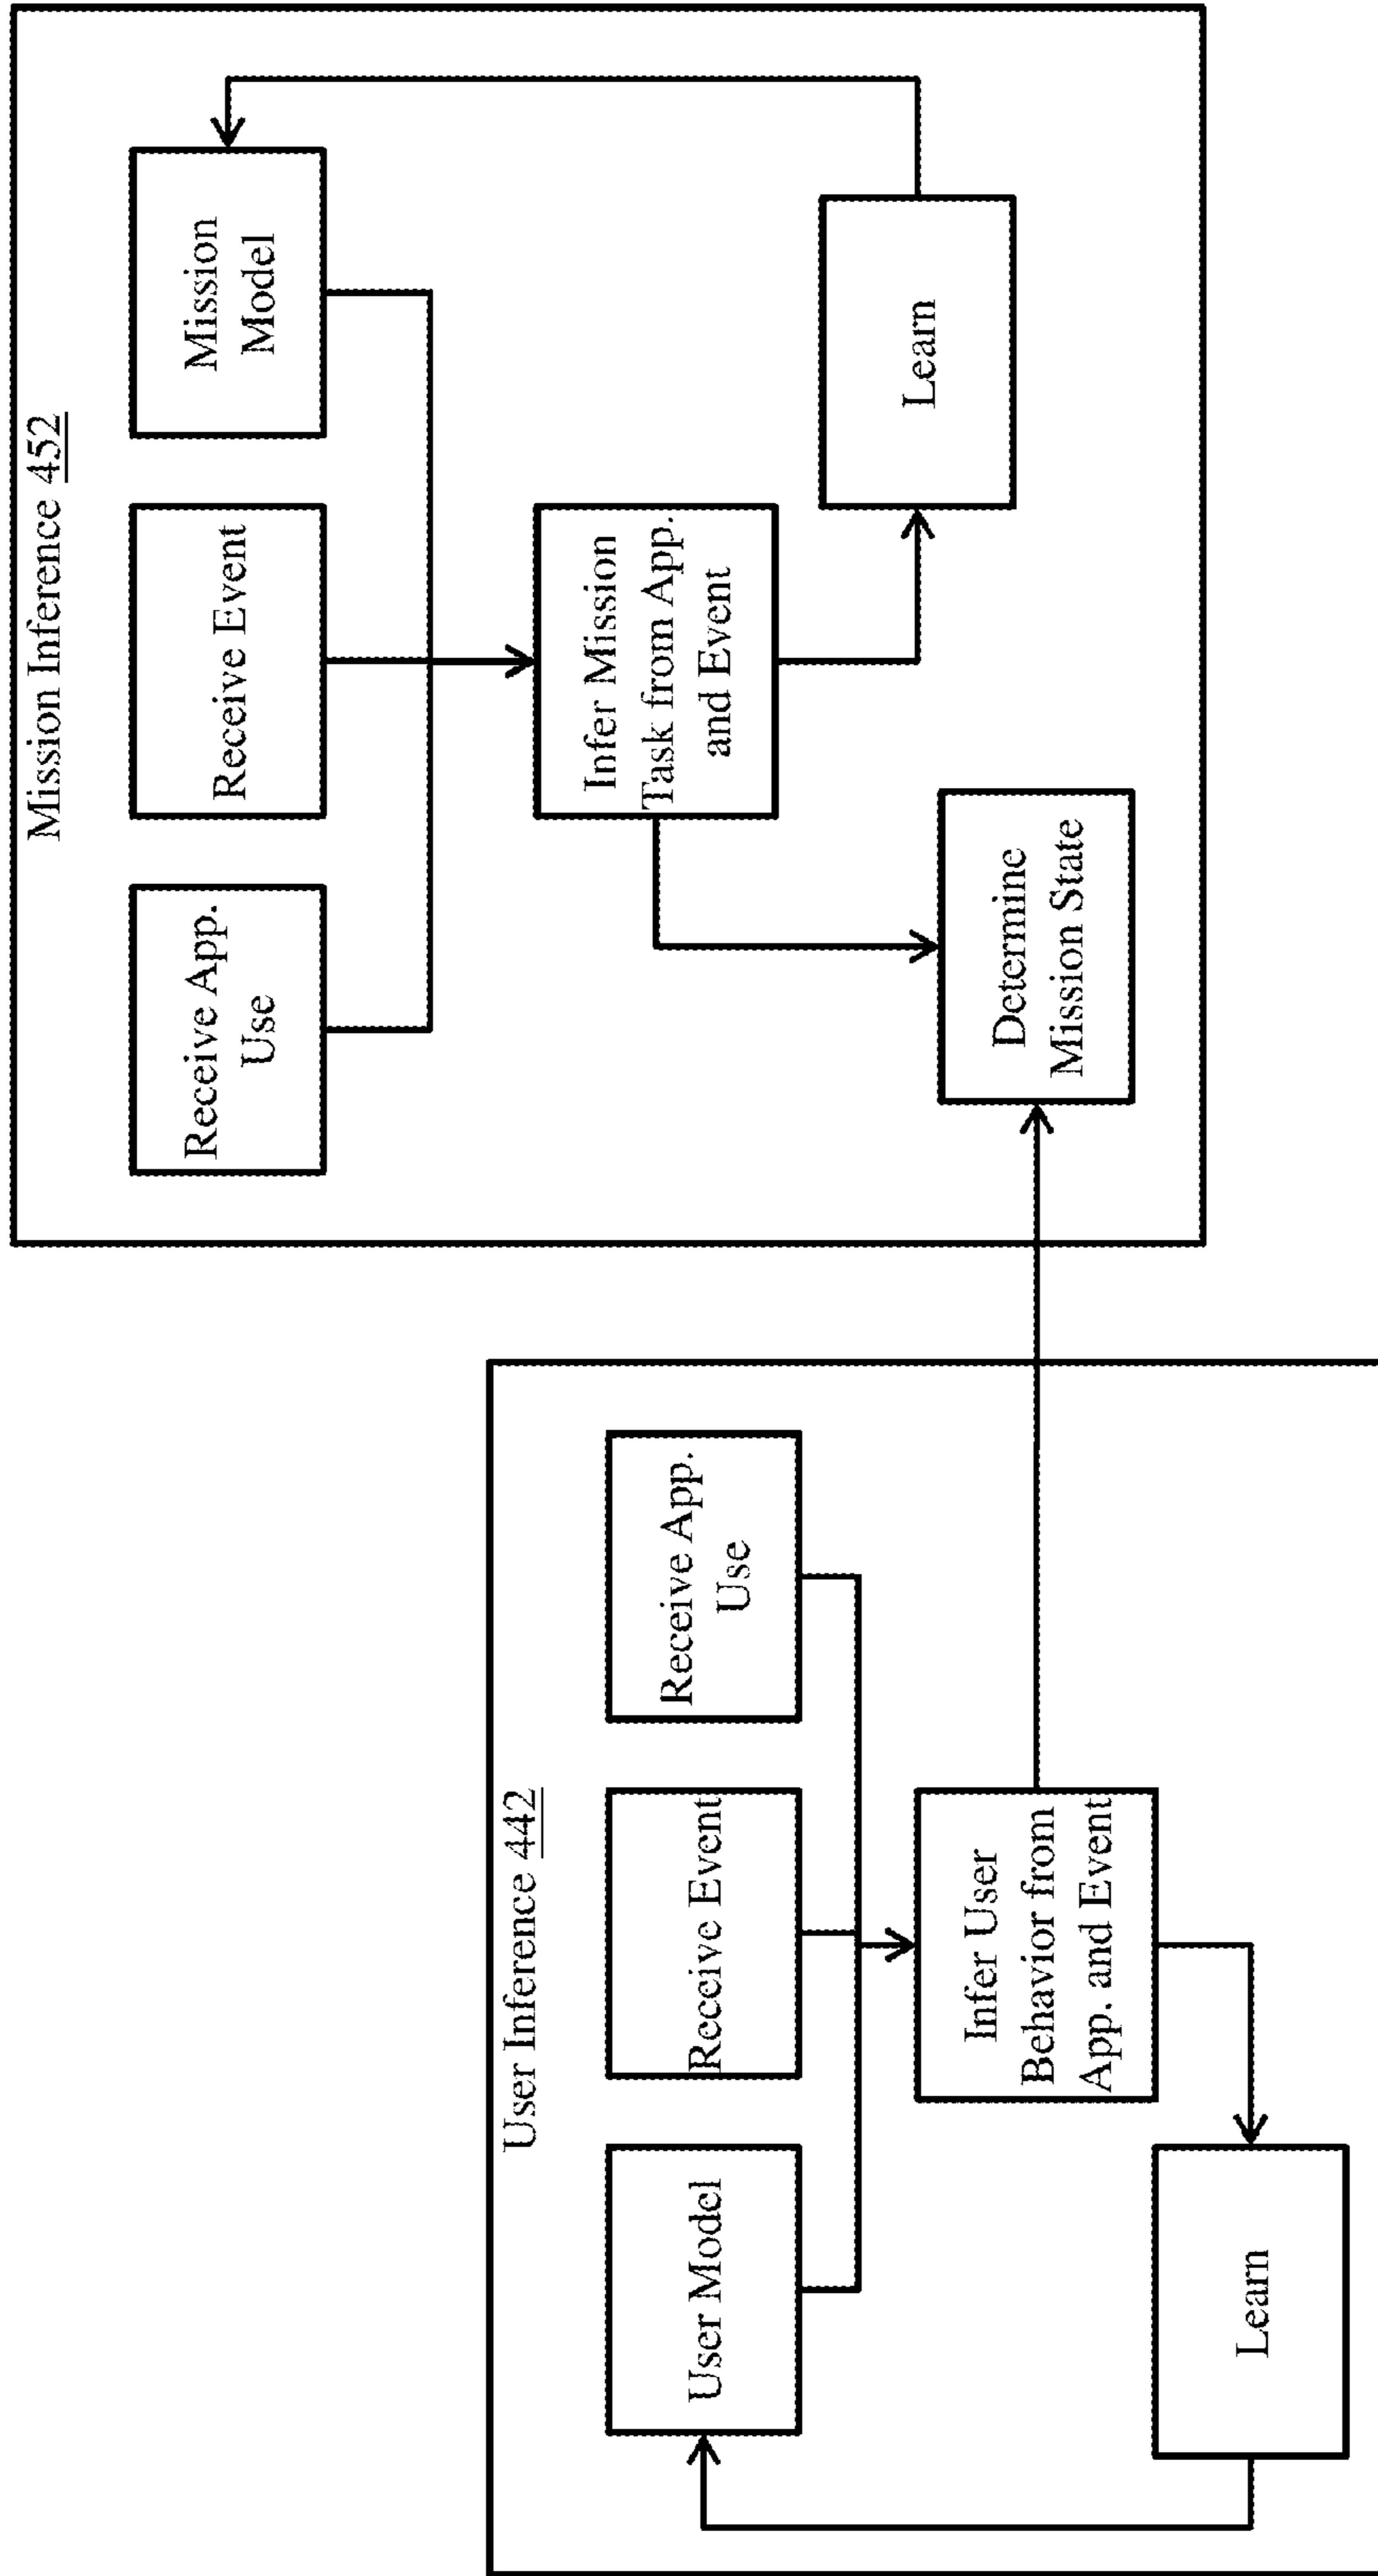 User Inference 442
User Model
Receive Event
Receive App.
Use
Infer User
Behavior from
App. and Event
Learn
Mission Inference 452
Receive App.
Use
Receive Event
Mission
Model
Infer Mission
Task from App.
and Event
Determine
Mission State
Learn